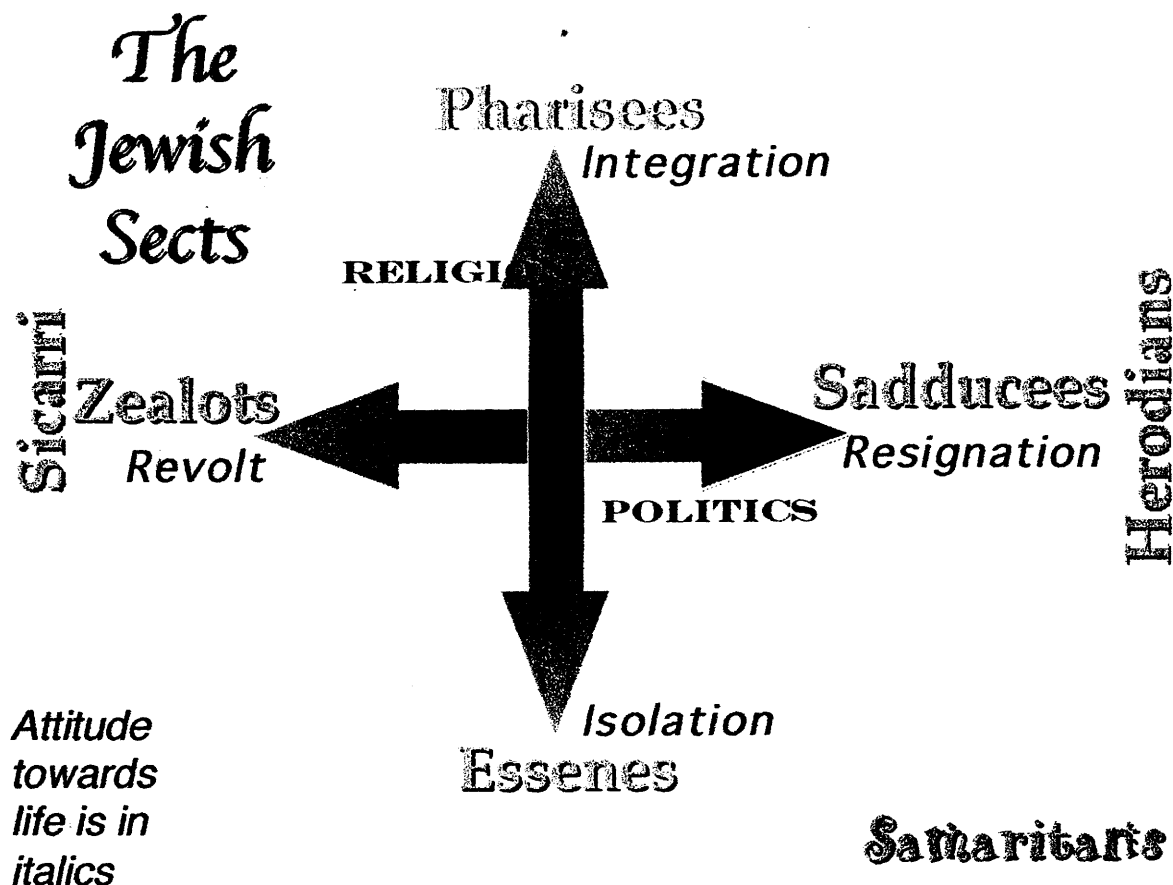 The
Jewish
Sects
Pharisees
Integration
RELIGION
Sicarri
Zealots
Revolt
Sadducees
Resignation
Herodians
POLITICS
Isolation
Essenes
Attitude
towards
life is in
italics
Samaritans